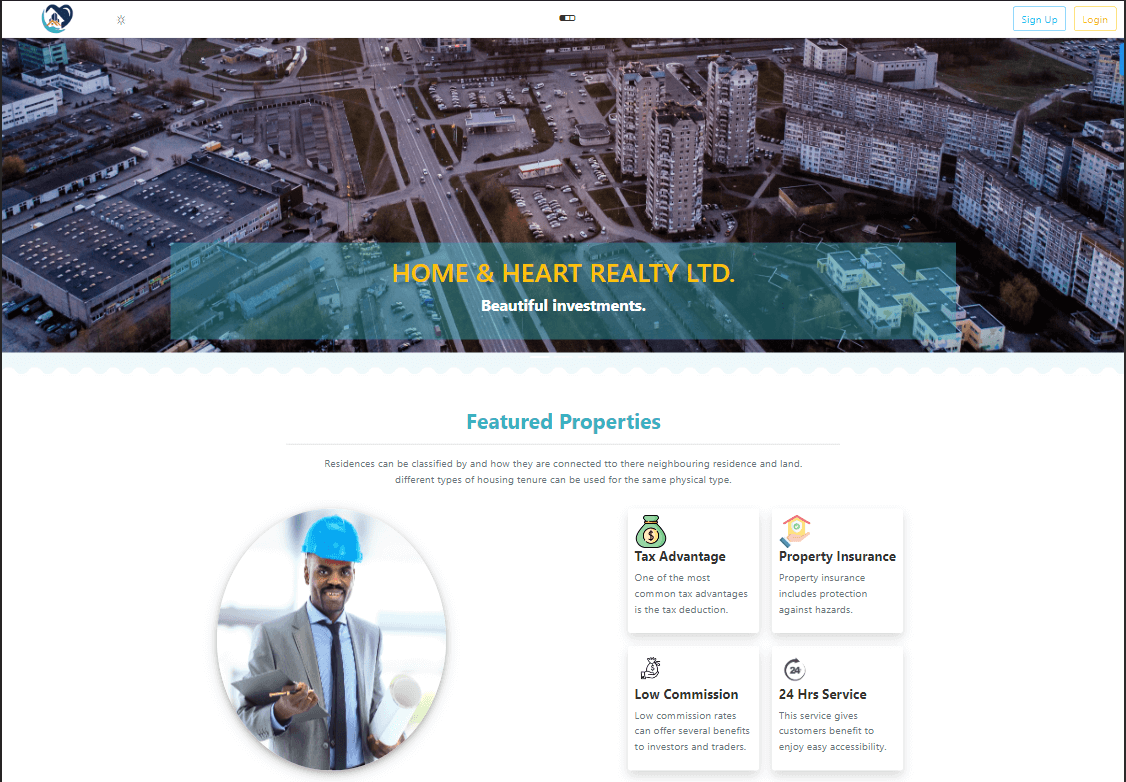 Sign Up
Login
HOME & HEART REALTY LTD.
Beautiful investments.
Featured Properties
Residences can be classified by and how they are connected tto there neighbouring residence and land.
different types of housing tenure can be used for the same physical type.
Tax Advantage
One of the most
common tax advantages
is the tax deduction.
Property Insurance
Property insurance
includes protection
against hazards.
Low Commission
Low commission rates
can offer several benefits
to investors and traders.
24
24 Hrs Service
This service gives
customers benefit to
enjoy easy accessibility.